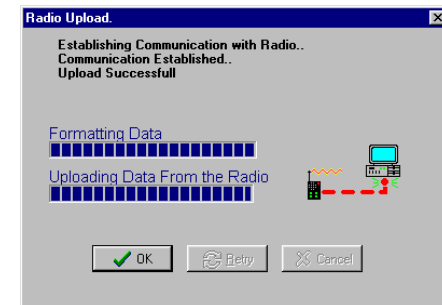 Radio Upload.
Establishing Communication with Radio..
Communication Established..
Upload Successfull
Formatting Data
Uploading Data From the Radio
OK
Retry
Cancel